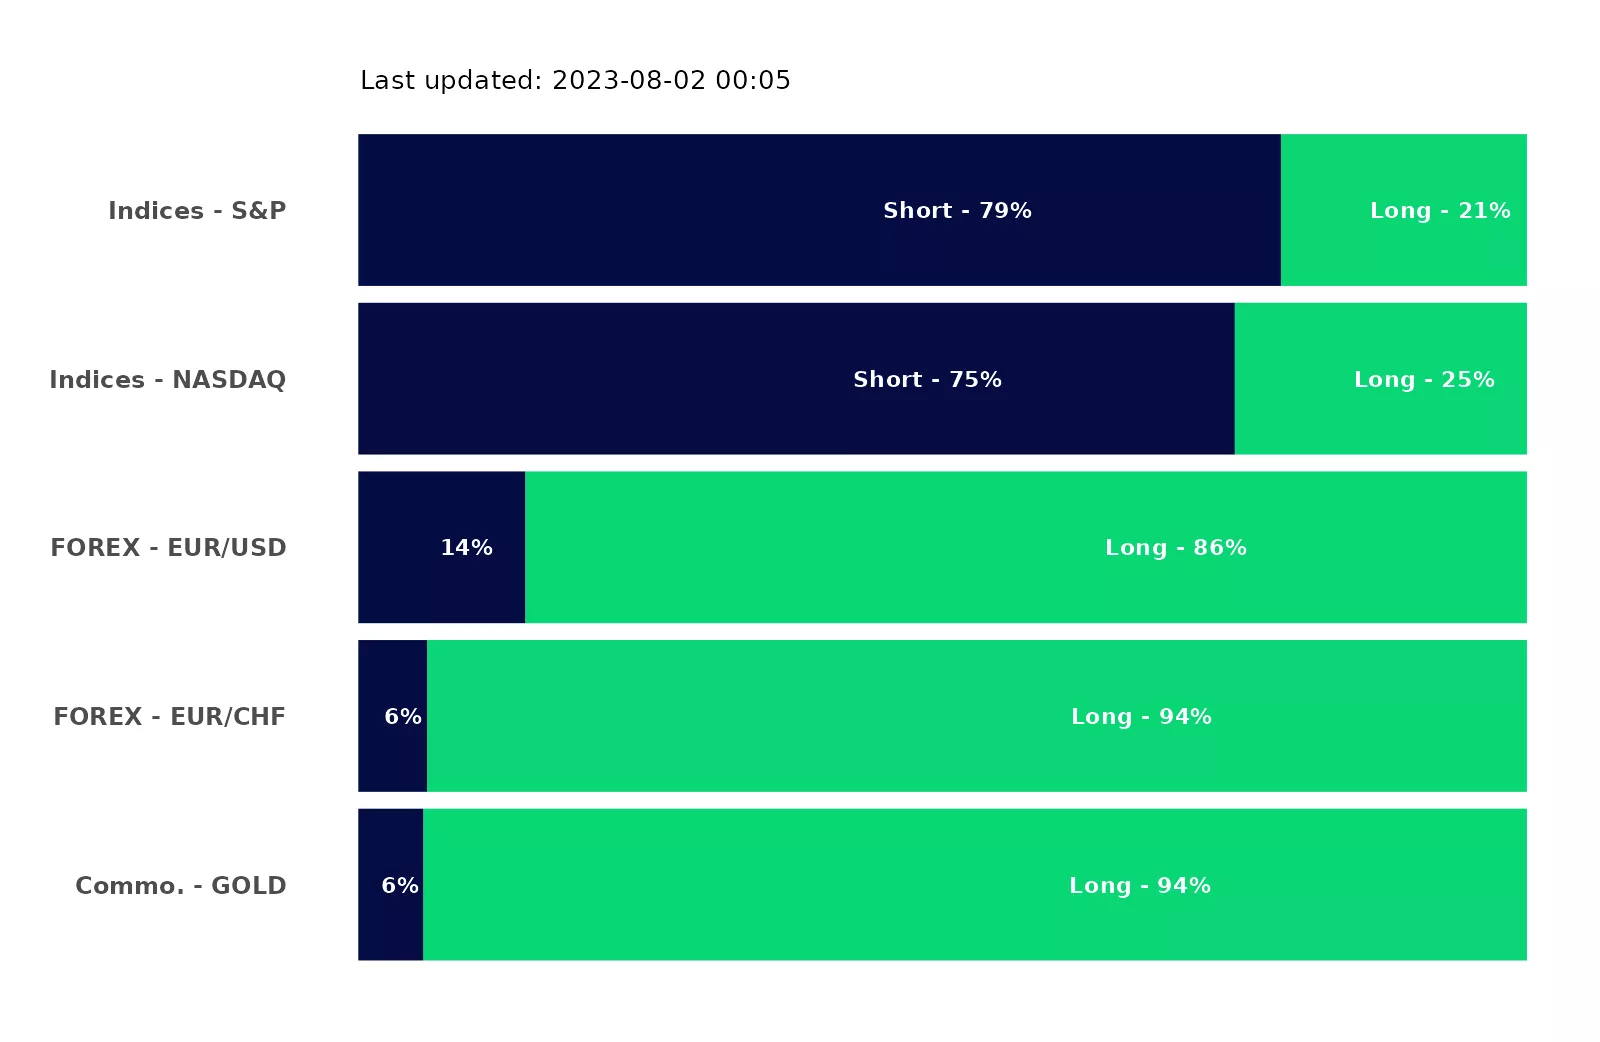 Last updated: 2023-08-02 00:05
Indices - S&P Short - 79% Long - 21%
Indices - NASDAQ Short - 75% Long - 25%
FOREX - EUR/USD 14% Long - 86%
FOREX - EUR/CHF 6% Long - 94%
Commo. - GOLD 6% Long - 94%